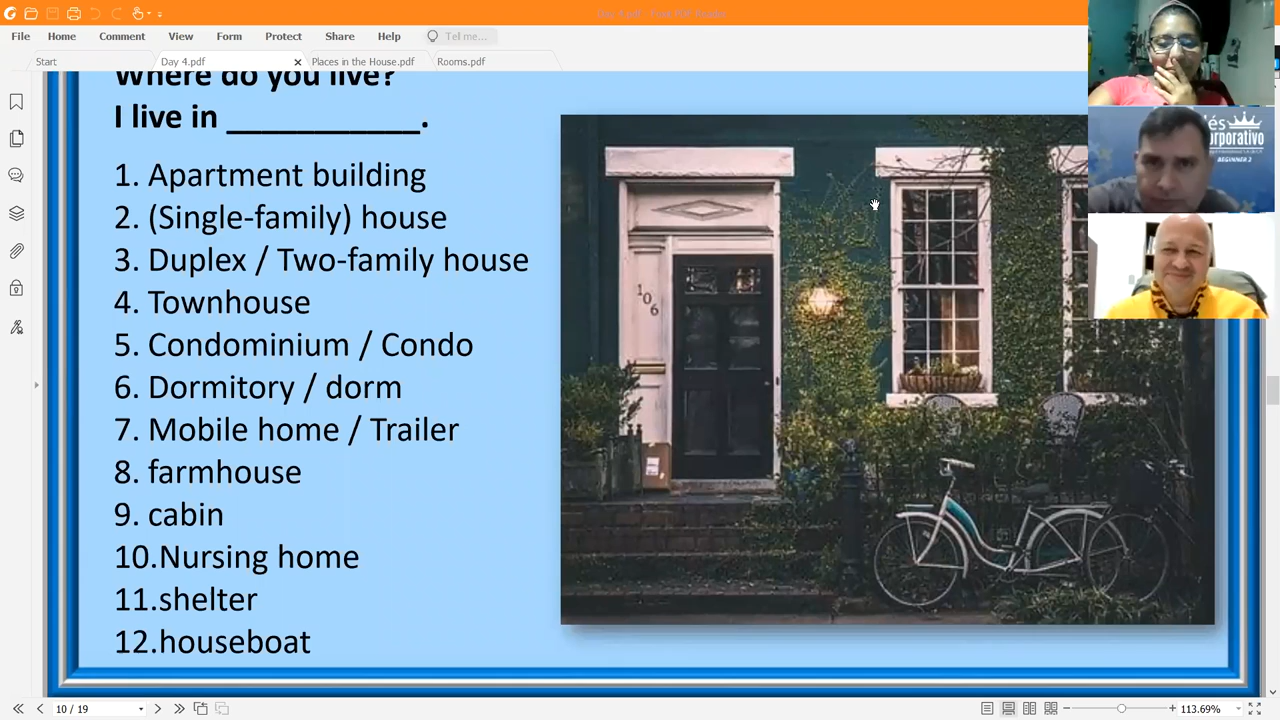 File Home Comment View Form Protect Share Help Tell me...
Start Day 4.pdf Places in the House.pdf Rooms.pdf
Where do you live?
I live in ___________.
1. Apartment building
2. (Single-family) house
3. Duplex / Two-family house
4. Townhouse
5. Condominium / Condo
6. Dormitory / dorm
7. Mobile home / Trailer
8. farmhouse
9. cabin
10.Nursing home
11.shelter
12.houseboat
106
BEGINNER 2
10 / 19
113.69%